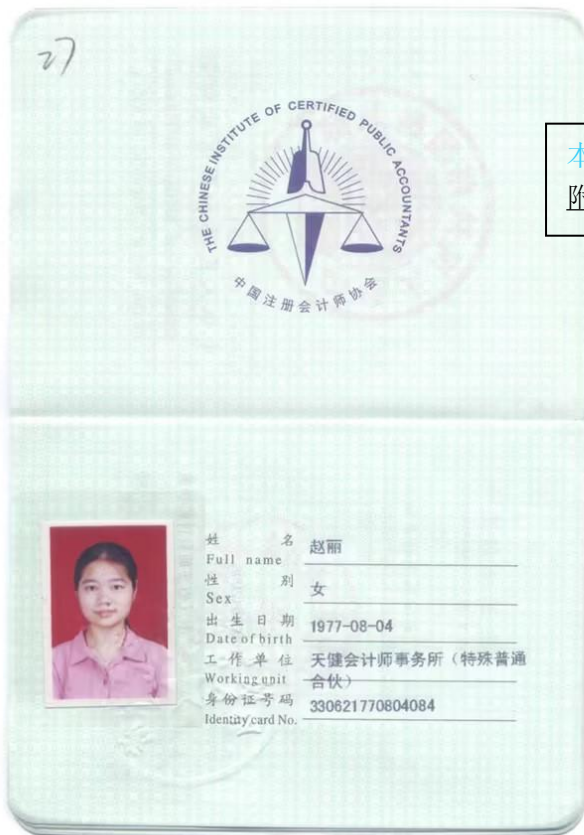 27
THE CHINESE INSTITUTE OF CERTIFIED PUBLIC ACCOUNTANTS
中国注册会计师协会
本
附
姓 名 赵丽
Full name
性 别 女
Sex
出生日期 1977-08-04
Date of birth
工作单位 天健会计师事务所（特殊普通
Working unit 合伙）
身份证号码 330621770804084
Identity card No.